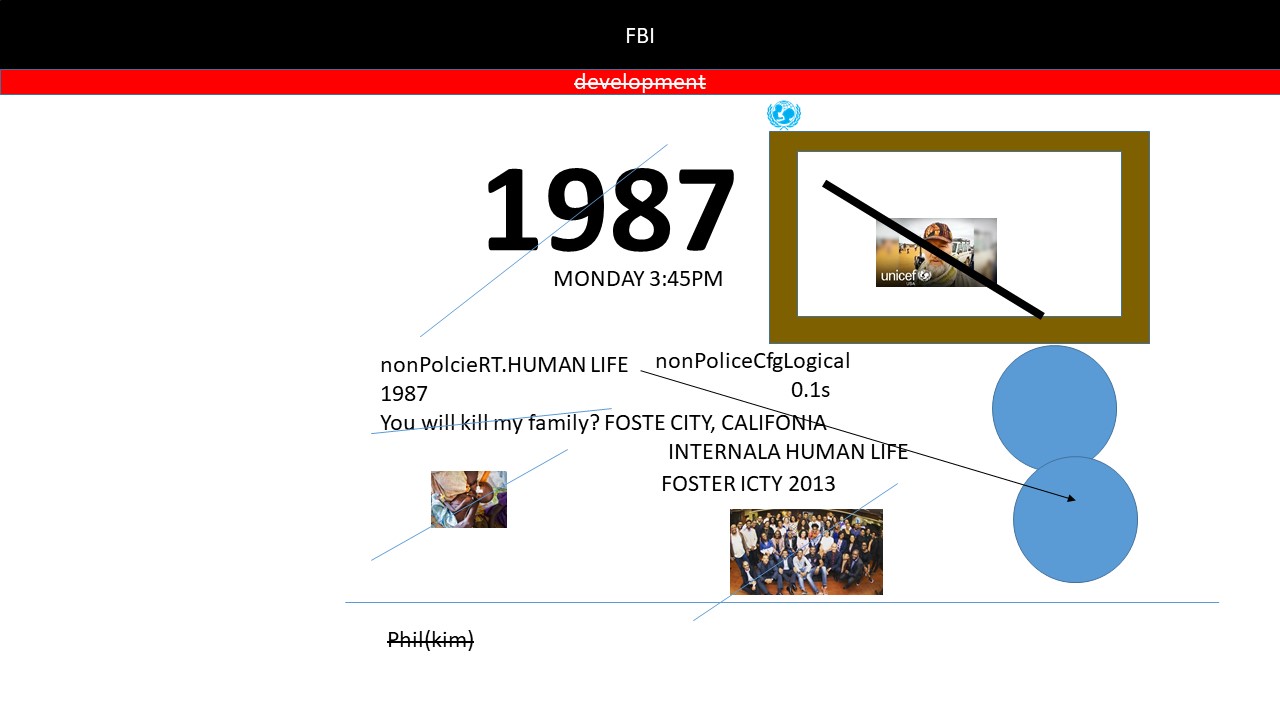 FBI
development
1987
MONDAY 3:45PM
unicef
USA
nonPolcieRT.HUMAN LIFE
nonPoliceCfgLogical
1987
0.1s
You will kill my family? FOSTE CITY, CALIFONIA
INTERNALA HUMAN LIFE
FOSTER ICTY 2013
Phil(kim)